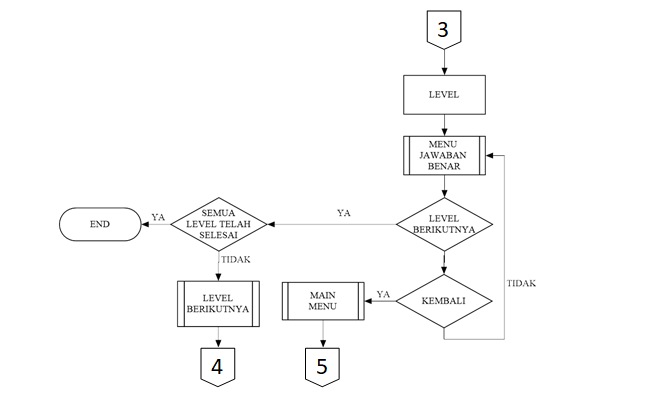 3
LEVEL
MENU
JAWABAN
BENAR
LEVEL
BERIKUTNYA
YA
SEMUA
LEVEL TELAH
SELESAI
YA
END
TIDAK
LEVEL
BERIKUTNYA
4
KEMBALI
YA
MAIN
MENU
5
TIDAK